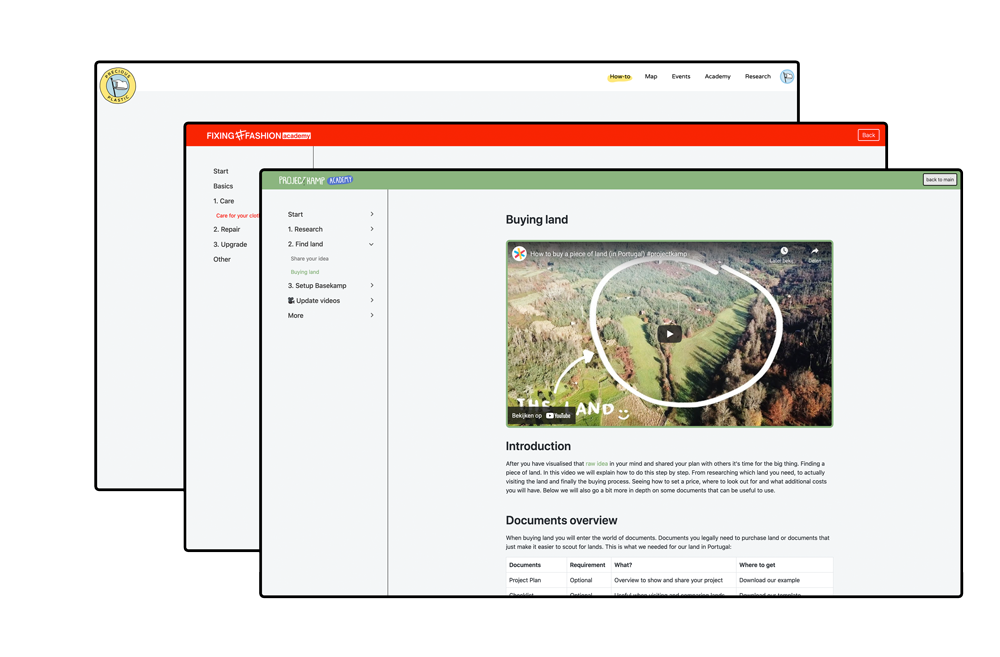 PRECIOUS
PLASTIC
How-to Map Events Academy Research
FIXING FASHION academy
Back
Start
Basics
1. Care
Care for your clot
2. Repair
3. Upgrade
Other
PROJECT KAMP ACADEMY
back to main
Start
1. Research
2. Find land
Share your idea
Buying land
3. Setup Basekamp
Update videos
More
Buying land
How to buy a piece of land (in Portugal) #projectkamp
Later beki...
Delen
THE LAND
Bekijken op YouTube
Introduction
After you have visualised that raw idea in your mind and shared your plan with others it's time for the big thing. Finding a
piece of land. In this video we will explain how to do this step by step. From researching which land you need, to actually
visiting the land and finally the buying process. Seeing how to set a price, where to look out for and what additional costs
you will have. Below we will also go a bit more in depth on some documents that can be useful to use.
Documents overview
When buying land you will enter the world of documents. Documents you legally need to purchase land or documents that
just make it easier to scout for lands. This is what we needed for our land in Portugal:
Documents Requirement What? Where to get
Project Plan Optional Overview to show and share your project Download our example
Checklist Optional Useful when visiting and comparing lands Download our template